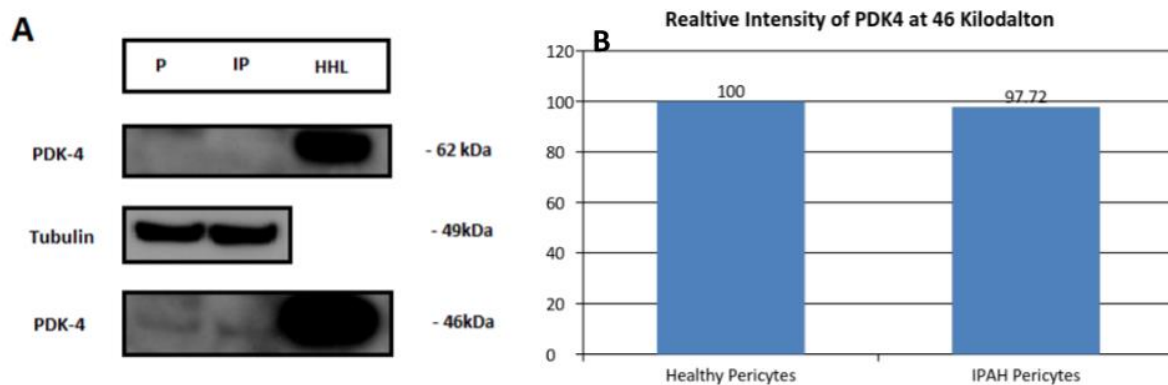 A
P IP HHL
PDK-4 - 62 kDa
Tubulin - 49kDa
PDK-4 - 46kDa
Realtive Intensity of PDK4 at 46 Kilodalton
B
120
100
80
60
40
20
0
100
97.72
Healthy Pericytes IPAH Pericytes